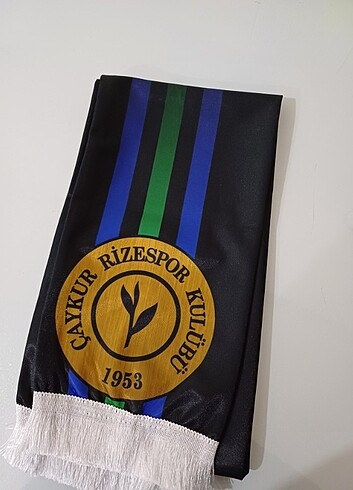 ÇAYKUR RİZESPOR KULÜBÜ
1953